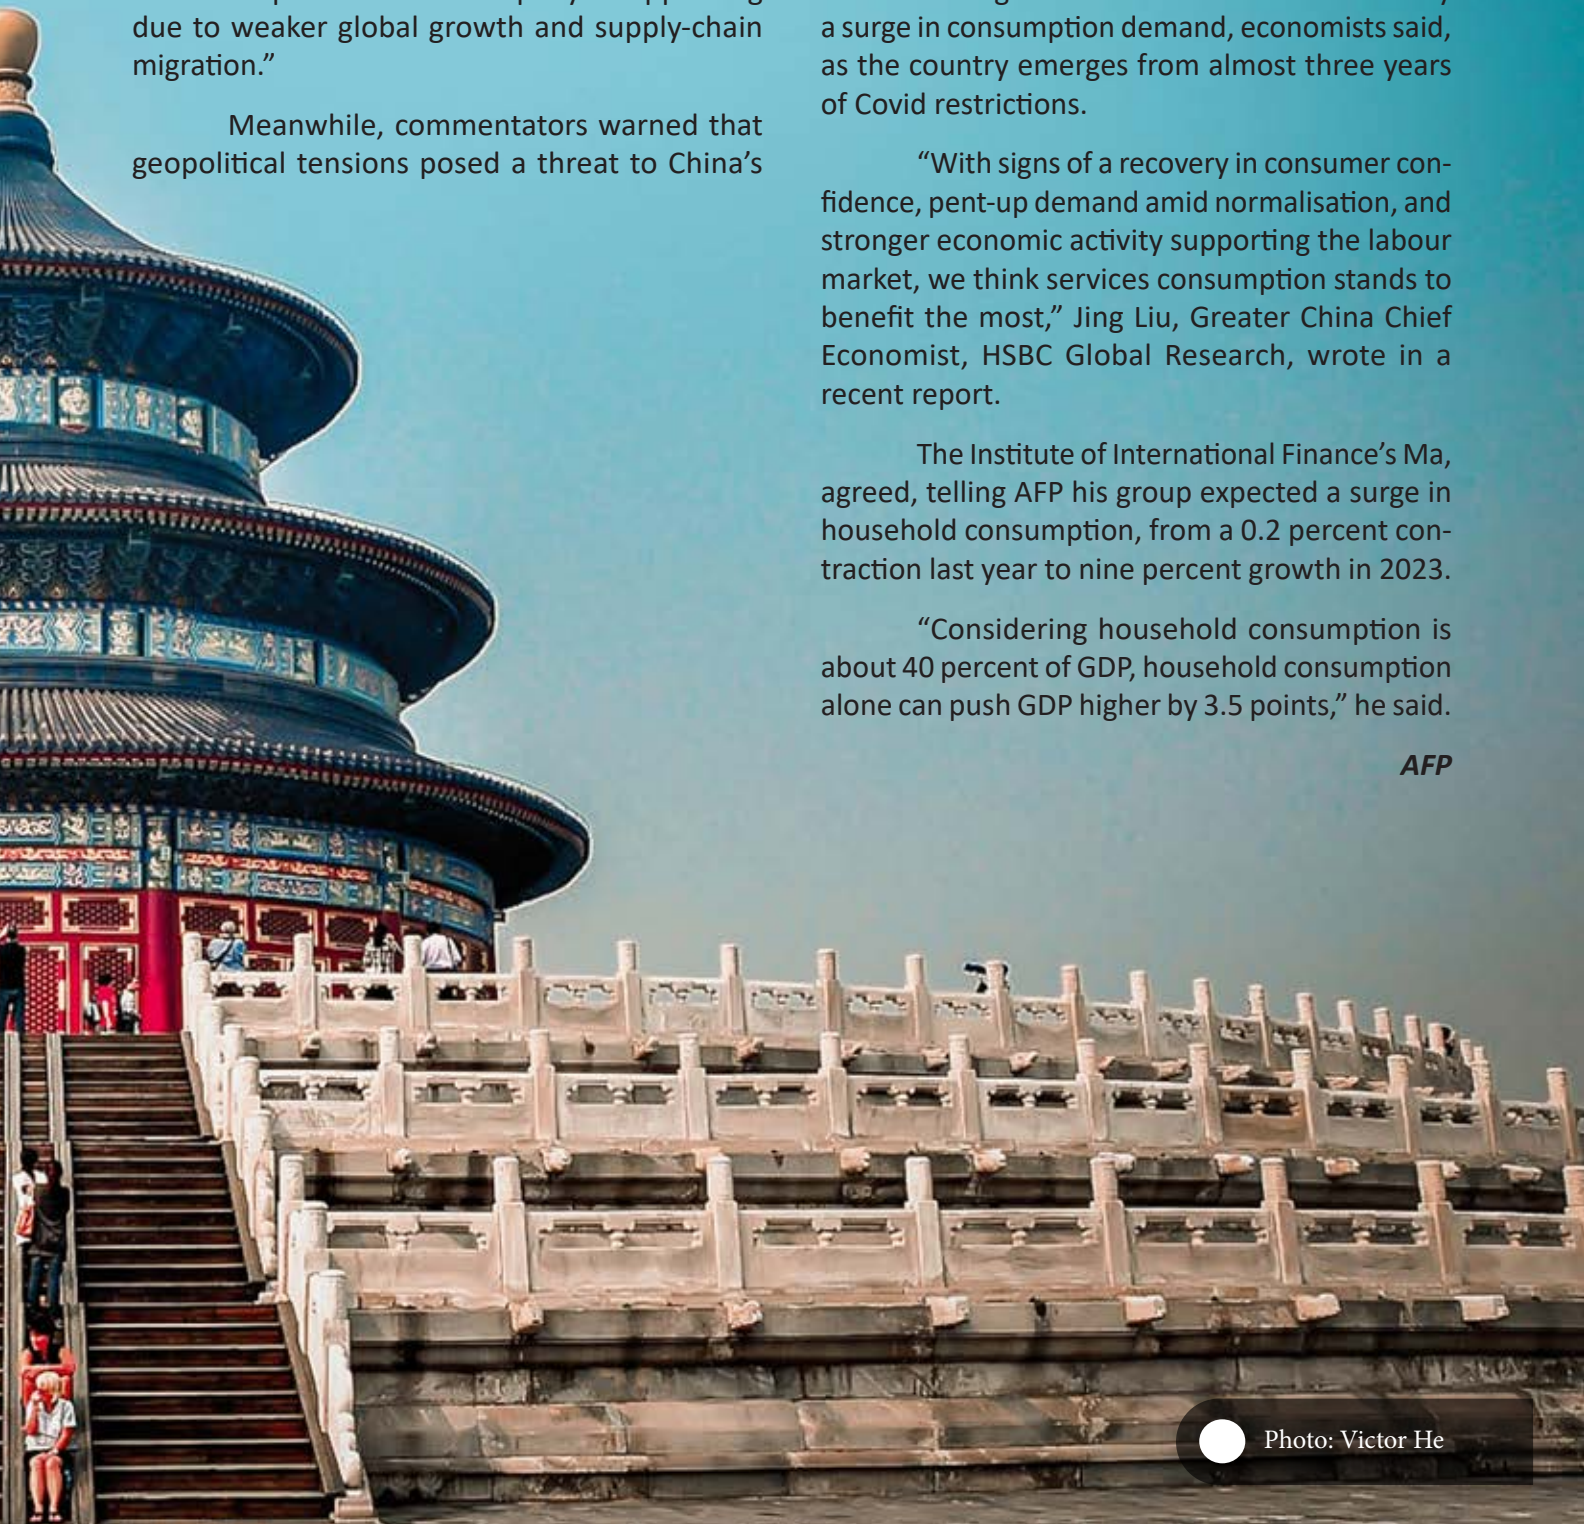 due to weaker global growth and supply-chain
migration.”
Meanwhile, commentators warned that
geopolitical tensions posed a threat to China’s
a surge in consumption demand, economists said,
as the country emerges from almost three years
of Covid restrictions.
“With signs of a recovery in consumer con-
fidence, pent-up demand amid normalisation, and
stronger economic activity supporting the labour
market, we think services consumption stands to
benefit the most,” Jing Liu, Greater China Chief
Economist, HSBC Global Research, wrote in a
recent report.
The Institute of International Finance’s Ma,
agreed, telling AFP his group expected a surge in
household consumption, from a 0.2 percent con-
traction last year to nine percent growth in 2023.
“Considering household consumption is
about 40 percent of GDP, household consumption
alone can push GDP higher by 3.5 points,” he said.
AFP
Photo: Victor He